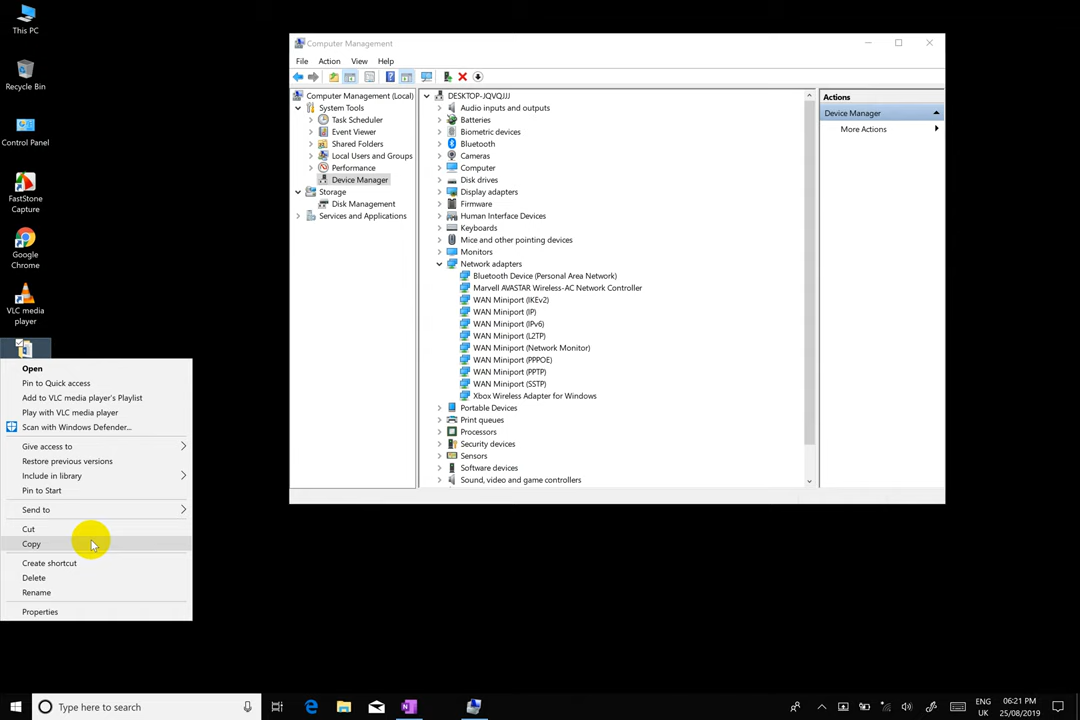 This PC
Recycle Bin
Control Panel
FastStone
Capture
Google
Chrome
VLC media
player
Open
Pin to Quick access
Add to VLC media player's Playlist
Play with VLC media player
Scan with Windows Defender...
Give access to
Restore previous versions
Include in library
Pin to Start
Send to
Cut
Copy
Create shortcut
Delete
Rename
Properties
Computer Management
File Action View Help
Computer Management (Local)
System Tools
Task Scheduler
Event Viewer
Shared Folders
Local Users and Groups
Performance
Device Manager
Storage
Disk Management
Services and Applications
DESKTOP-JQVQJJJ
Audio inputs and outputs
Batteries
Biometric devices
Bluetooth
Cameras
Computer
Disk drives
Display adapters
Firmware
Human Interface Devices
Keyboards
Mice and other pointing devices
Monitors
Network adapters
Bluetooth Device (Personal Area Network)
Marvell AVASTAR Wireless-AC Network Controller
WAN Miniport (IKEv2)
WAN Miniport (IP)
WAN Miniport (IPv6)
WAN Miniport (L2TP)
WAN Miniport (Network Monitor)
WAN Miniport (PPPOE)
WAN Miniport (PPTP)
WAN Miniport (SSTP)
Xbox Wireless Adapter for Windows
Portable Devices
Print queues
Processors
Security devices
Sensors
Software devices
Sound, video and game controllers
Actions
Device Manager
More Actions
Type here to search
ENG
UK
06:21 PM
25/08/2019